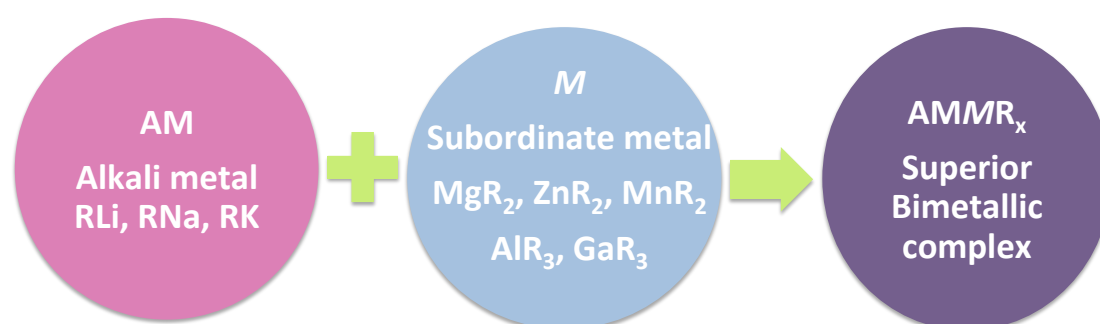 AM
Alkali metal
RLi, RNa, RK
M
Subordinate metal
MgR₂, ZnR₂, MnR₂
AlR₃, GaR₃
AMMRₓ
Superior
Bimetallic
complex